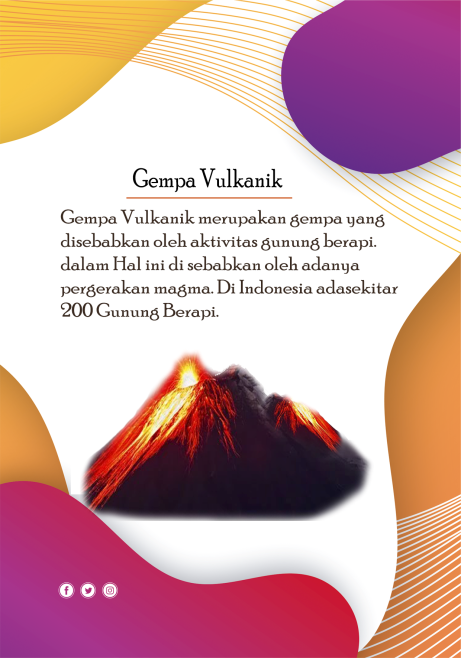 Gempa Vulkanik
Gempa Vulkanik merupakan gempa yang
disebabkan oleh aktivitas gunung berapi.
dalam Hal ini di sebabkan oleh adanya
pergerakan magma. Di Indonesia adasekitar
200 Gunung Berapi.